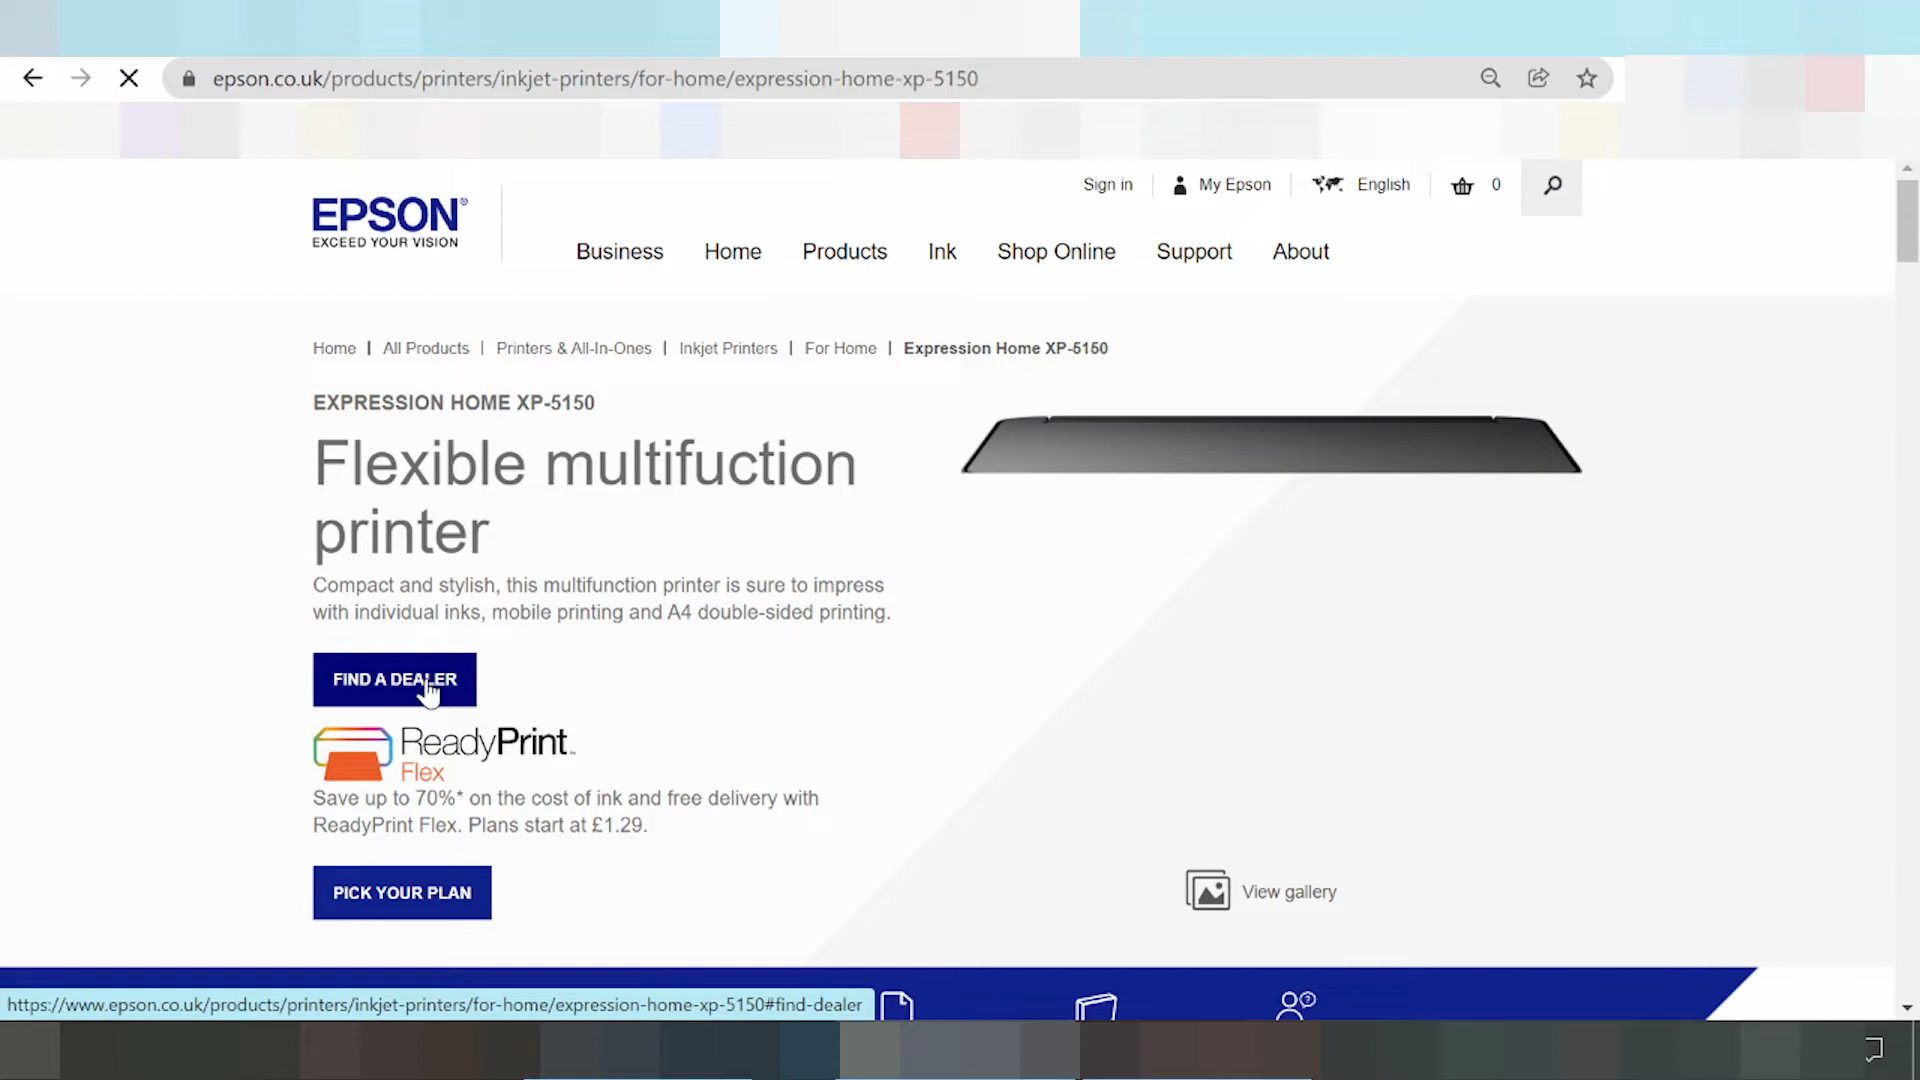 epson.co.uk/products/printers/inkjet-printers/for-home/expression-home-xp-5150
Sign in
My Epson
English
0
EPSON®
EXCEED YOUR VISION
Business
Home
Products
Ink
Shop Online
Support
About
Home | All Products | Printers & All-In-Ones | Inkjet Printers | For Home | Expression Home XP-5150
EXPRESSION HOME XP-5150
Flexible multifuction
printer
Compact and stylish, this multifunction printer is sure to impress
with individual inks, mobile printing and A4 double-sided printing.
FIND A DEALER
ReadyPrint™
Flex
Save up to 70%* on the cost of ink and free delivery with
ReadyPrint Flex. Plans start at £1.29.
PICK YOUR PLAN
View gallery
https://www.epson.co.uk/products/printers/inkjet-printers/for-home/expression-home-xp-5150#find-dealer